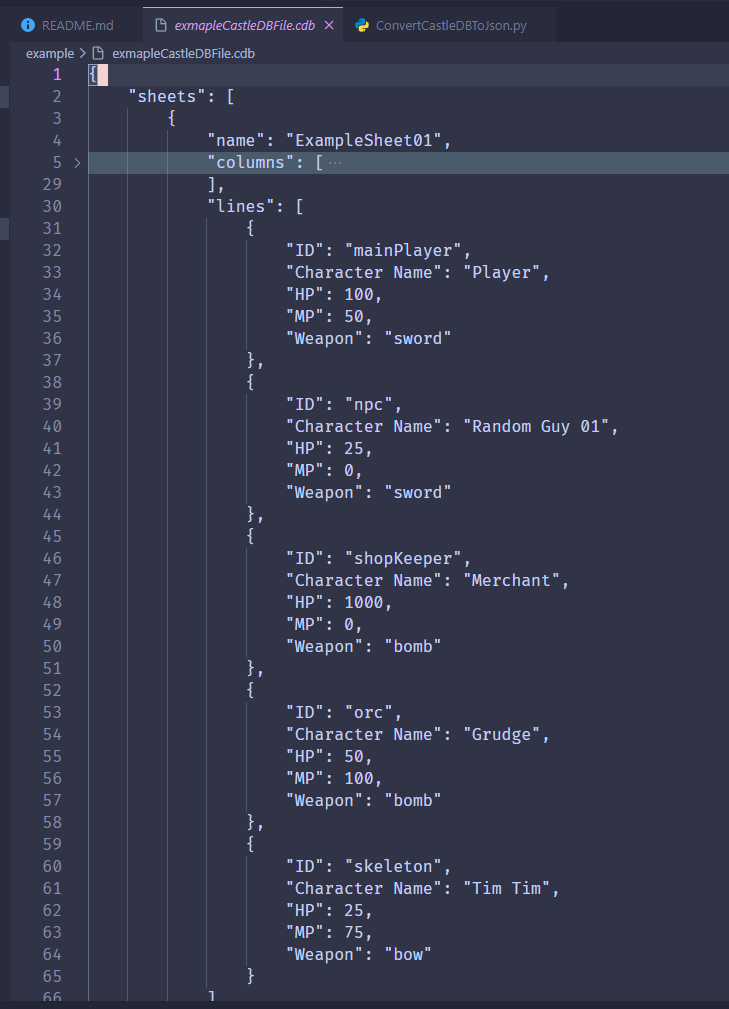 README.md exmapleCastleDBFile.cdb × ConvertCastleDBToJson.py
example > exmapleCastleDBFile.cdb
1 {
2     "sheets": [
3         {
4             "name": "ExampleSheet01",
5 >           "columns": [ ···
29             ],
30             "lines": [
31                 {
32                     "ID": "mainPlayer",
33                     "Character Name": "Player",
34                     "HP": 100,
35                     "MP": 50,
36                     "Weapon": "sword"
37                 },
38                 {
39                     "ID": "npc",
40                     "Character Name": "Random Guy 01",
41                     "HP": 25,
42                     "MP": 0,
43                     "Weapon": "sword"
44                 },
45                 {
46                     "ID": "shopKeeper",
47                     "Character Name": "Merchant",
48                     "HP": 1000,
49                     "MP": 0,
50                     "Weapon": "bomb"
51                 },
52                 {
53                     "ID": "orc",
54                     "Character Name": "Grudge",
55                     "HP": 50,
56                     "MP": 100,
57                     "Weapon": "bomb"
58                 },
59                 {
60                     "ID": "skeleton",
61                     "Character Name": "Tim Tim",
62                     "HP": 25,
63                     "MP": 75,
64                     "Weapon": "bow"
65                 }
66             ]